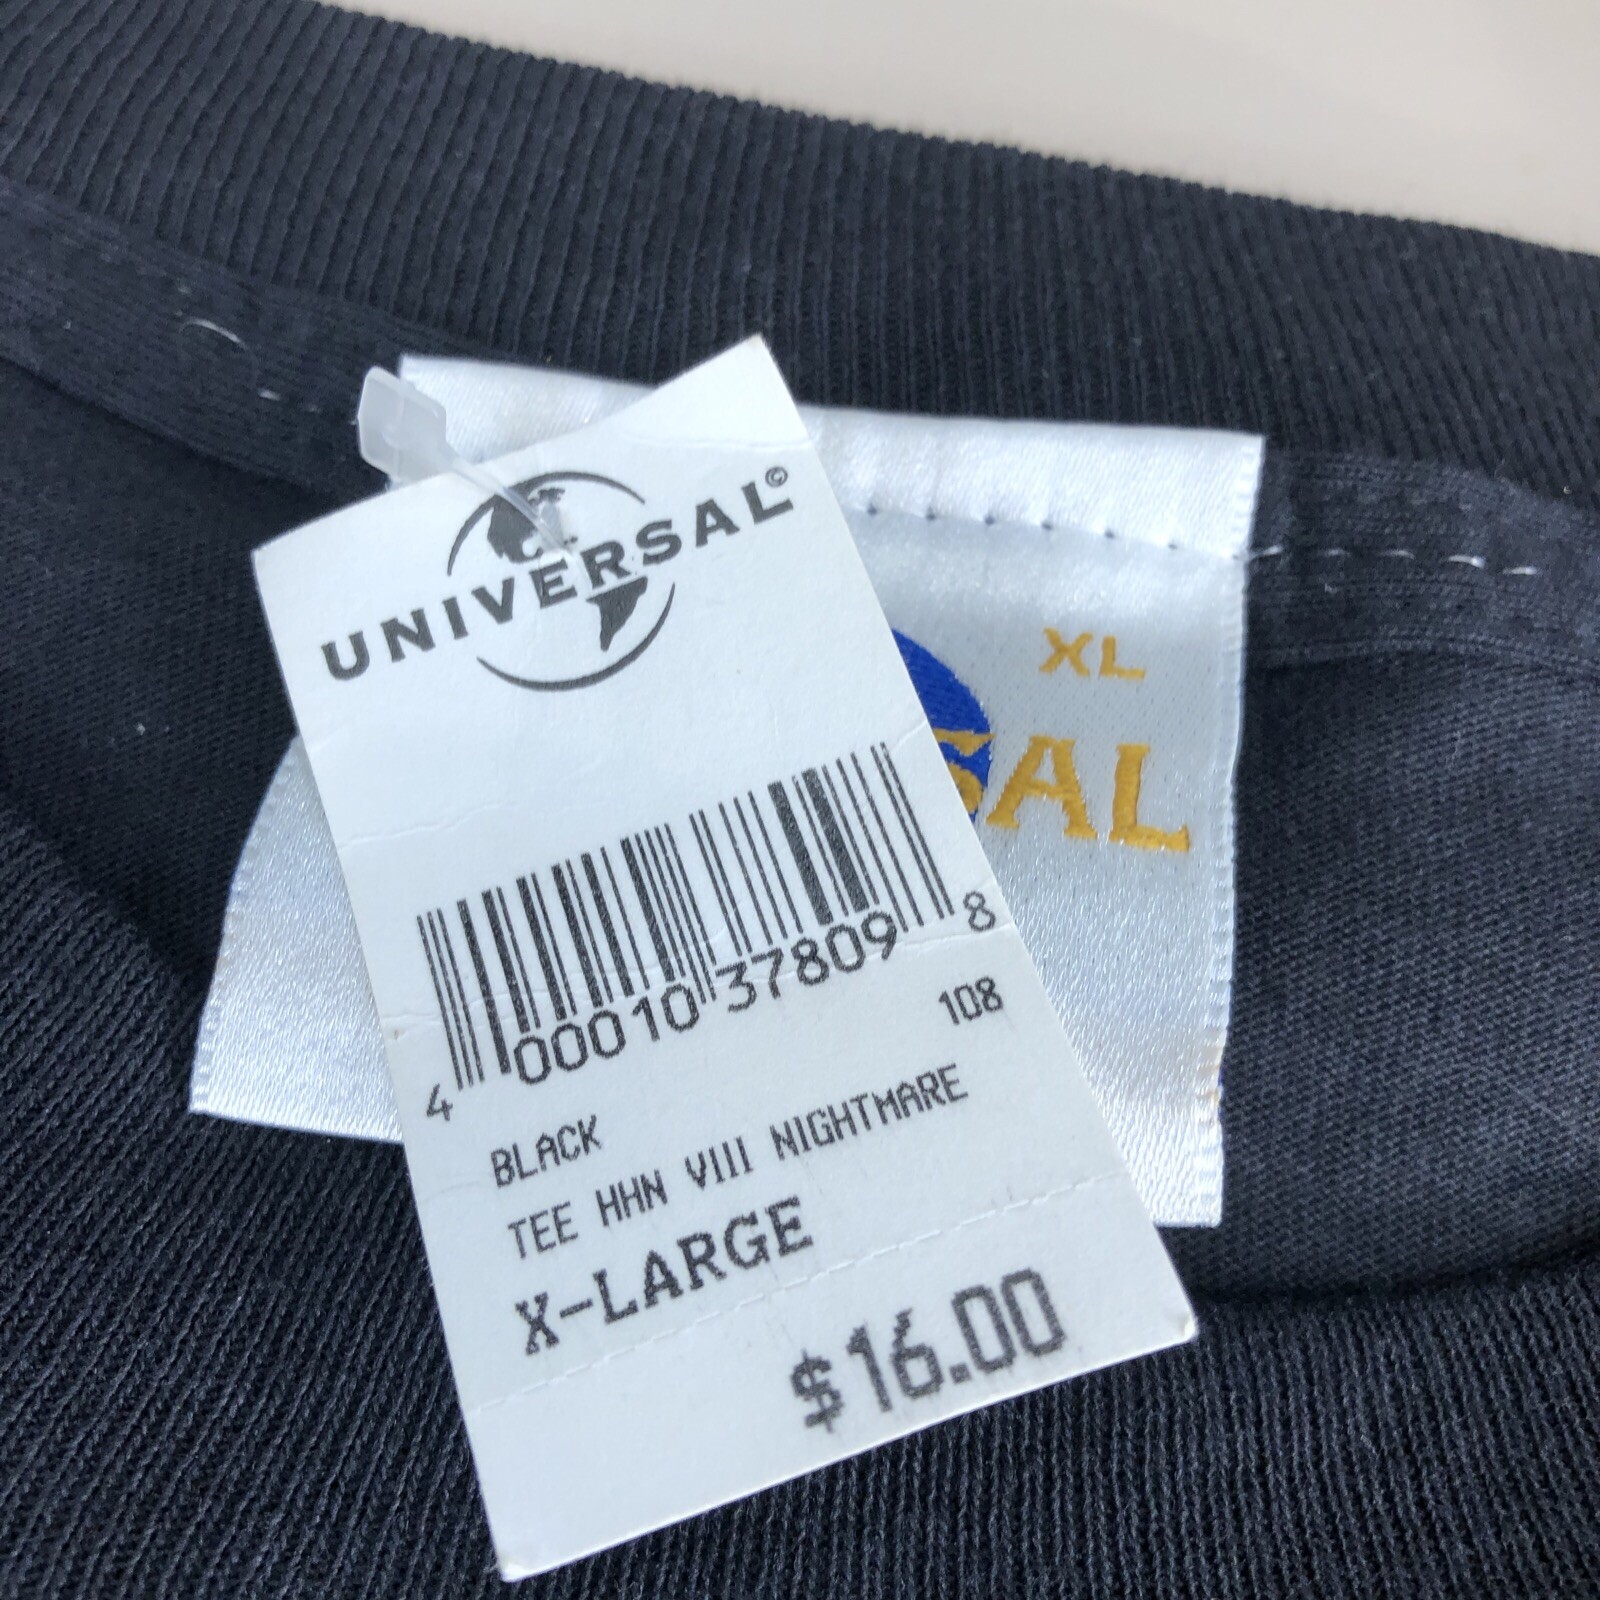 UNIVERSAL©
XL
SAL
4 00010 37809 8
108
BLACK
TEE HHN VIII NIGHTMARE
X-LARGE
$16.00